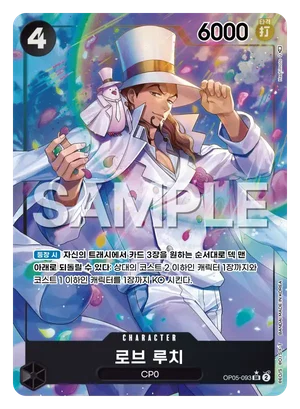 4
6000
타격
打
SAMPLE
등장 시 자신의 트래시에서 카드 3장을 원하는 순서대로 덱 맨
아래로 되돌릴 수 있다: 상대의 코스트 2 이하인 캐릭터 1장까지와
코스트 1 이하인 캐릭터를 1장까지 KO 시킨다.
CHARACTER
로브 루치
CP0
OP05-093 SR 2